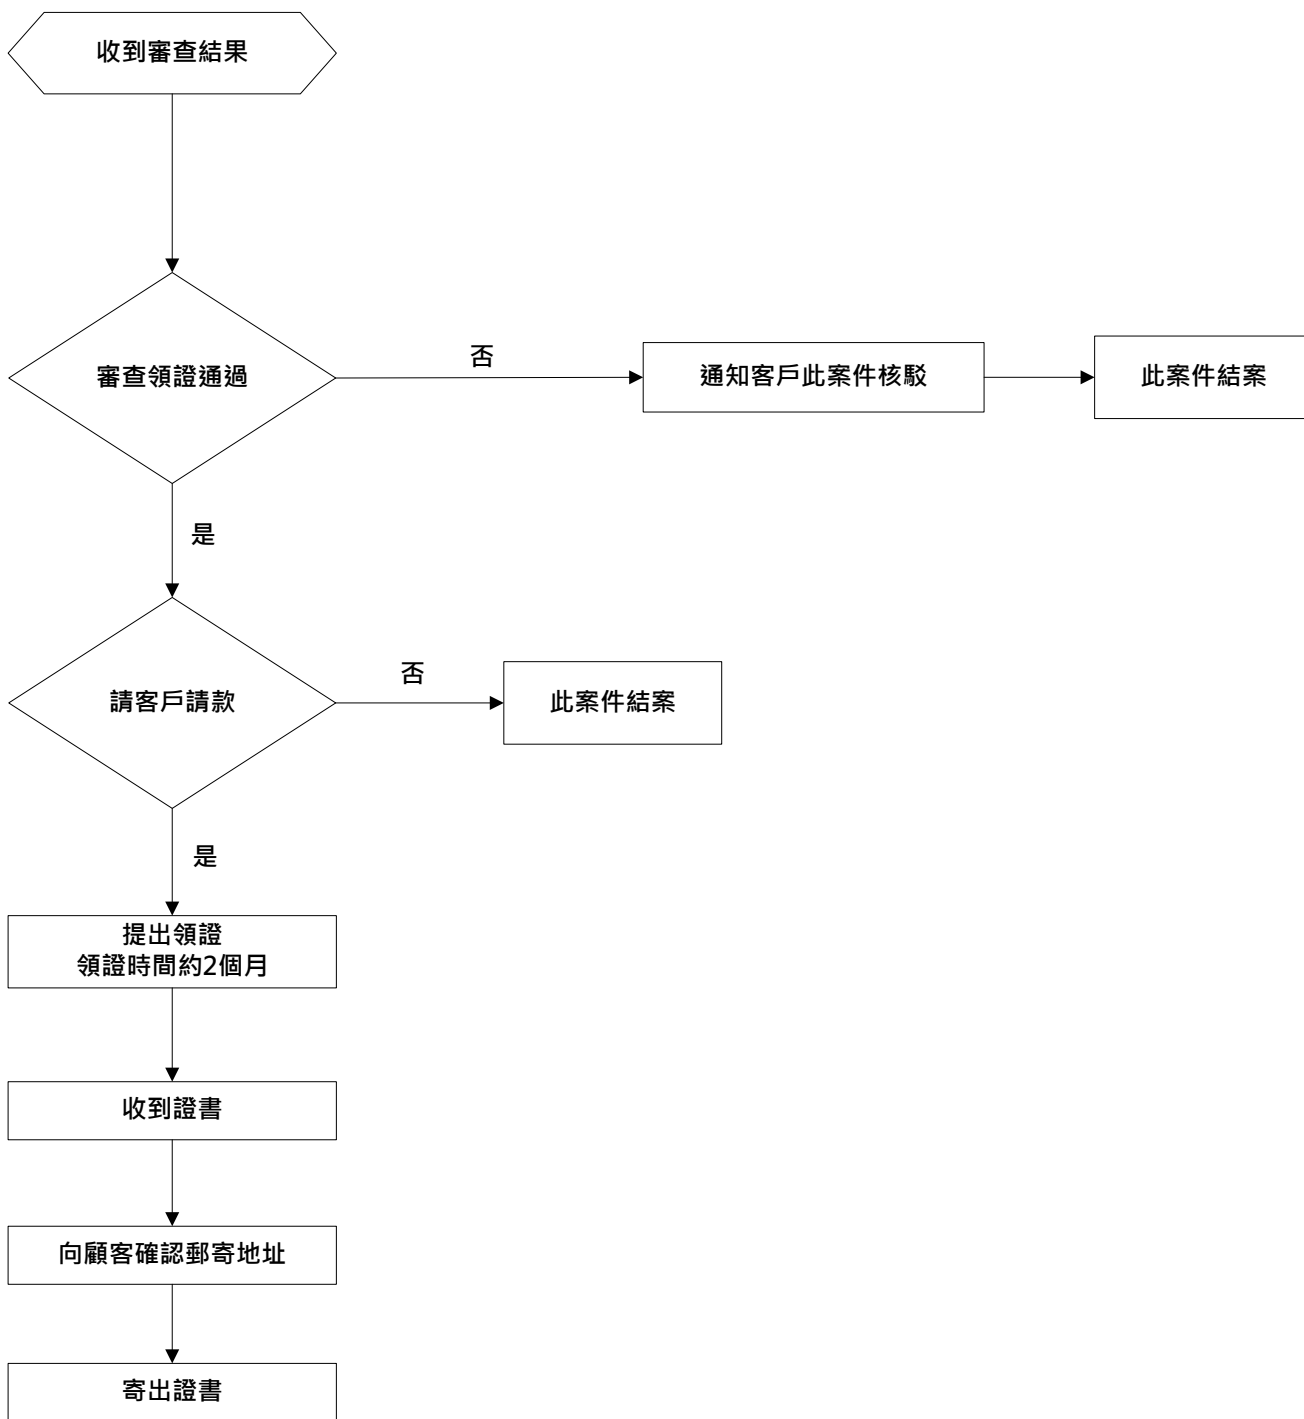 收到審查結果
審查領證通過
否
通知客戶此案件核駁
此案件結案
是
請客戶請款
否
此案件結案
是
提出領證
領證時間約2個月
收到證書
向顧客確認郵寄地址
寄出證書